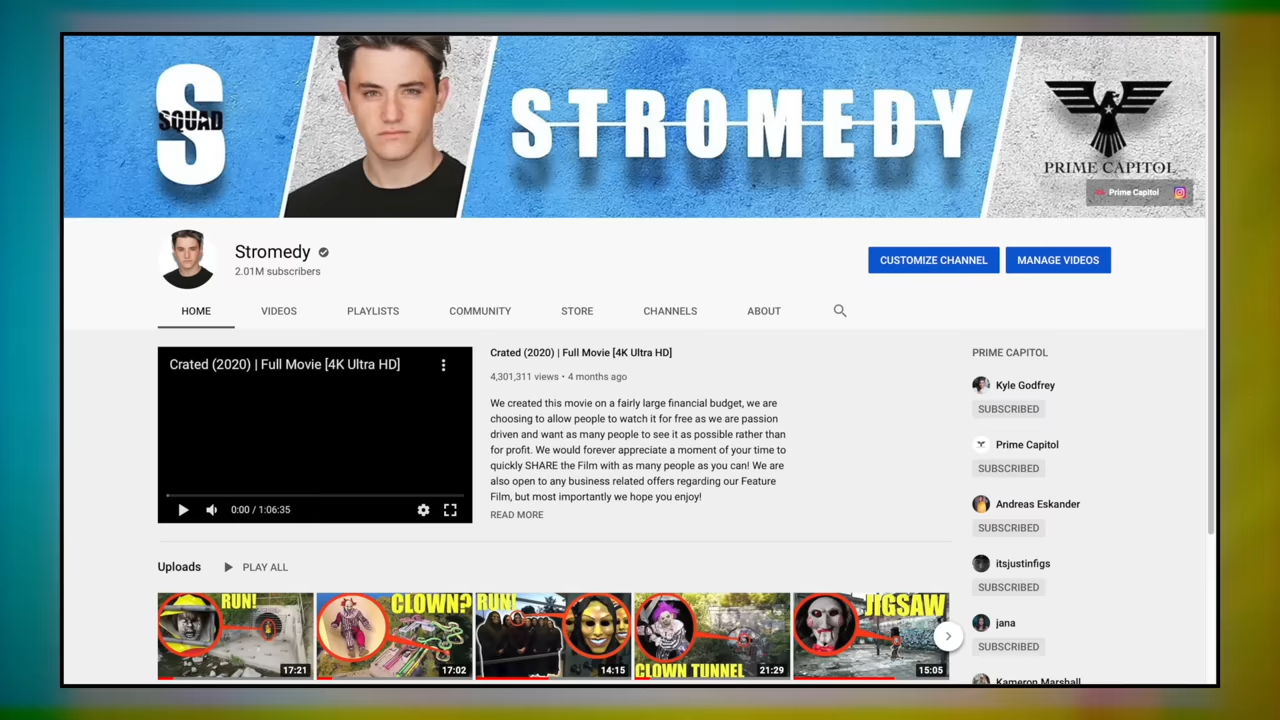 S
SQUAD
STROMEDY
PRIME CAPITOL
Prime Capitol
Stromedy
2.01M subscribers
CUSTOMIZE CHANNEL
MANAGE VIDEOS
HOME
VIDEOS
PLAYLISTS
COMMUNITY
STORE
CHANNELS
ABOUT
Crated (2020) | Full Movie [4K Ultra HD]
0:00 / 1:06:35
Crated (2020) | Full Movie [4K Ultra HD]
4,301,311 views • 4 months ago
We created this movie on a fairly large financial budget, we are
choosing to allow people to watch it for free as we are passion
driven and want as many people to see it as possible rather than
for profit. We would forever appreciate a moment of your time to
quickly SHARE the Film with as many people as you can! We are
also open to any business related offers regarding our Feature
Film, but most importantly we hope you enjoy!
READ MORE
PRIME CAPITOL
Kyle Godfrey
SUBSCRIBED
Prime Capitol
SUBSCRIBED
Andreas Eskander
SUBSCRIBED
itsjustinfigs
SUBSCRIBED
jana
SUBSCRIBED
Kameron Marshall
Uploads
PLAY ALL
RUN!
17:21
CLOWN?
17:02
RUN!
14:15
CLOWN TUNNEL
21:29
JIGSAW
15:05